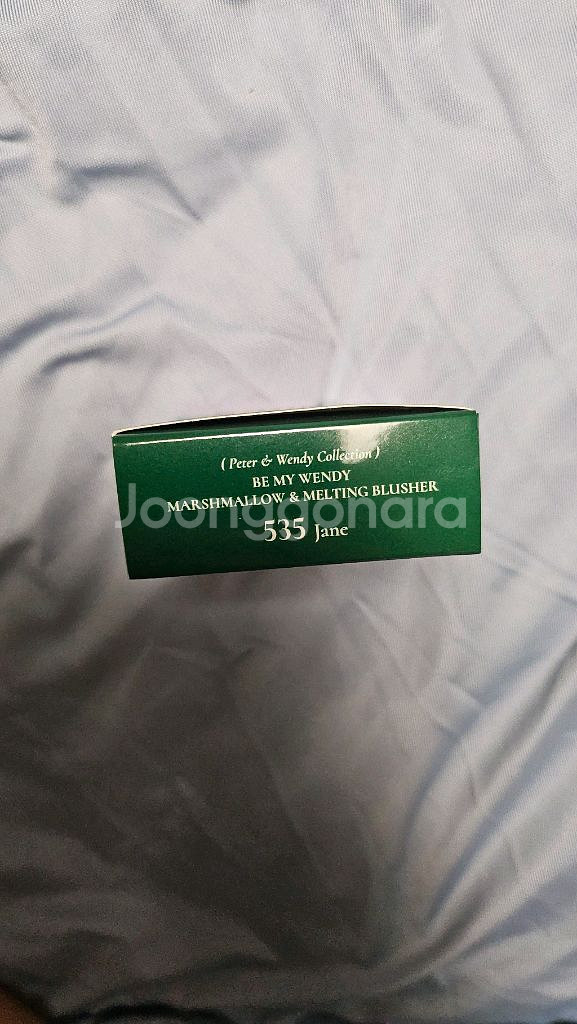 ( Peter & Wendy Collection )
BE MY WENDY
MARSHMALLOW & MELTING BLUSHER
Joonggonara
535 Jane